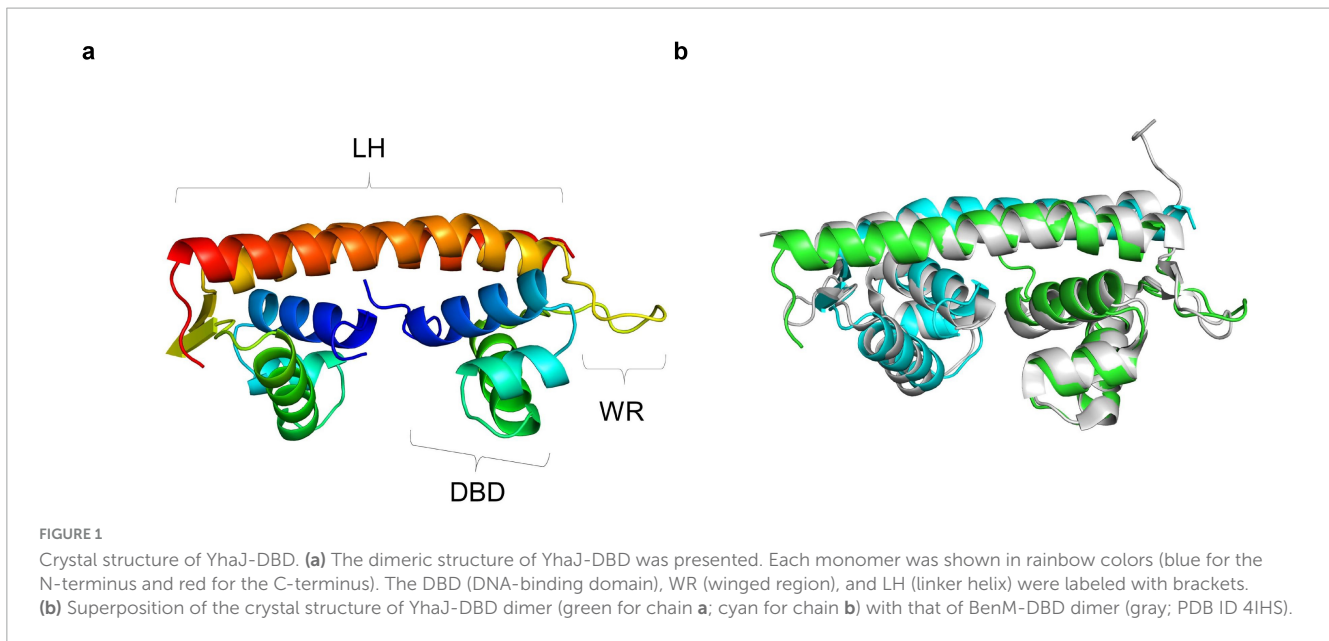 a
b
LH
WR
DBD
FIGURE 1
Crystal structure of YhaJ-DBD. (a) The dimeric structure of YhaJ-DBD was presented. Each monomer was shown in rainbow colors (blue for the
N-terminus and red for the C-terminus). The DBD (DNA-binding domain), WR (winged region), and LH (linker helix) were labeled with brackets.
(b) Superposition of the crystal structure of YhaJ-DBD dimer (green for chain a; cyan for chain b) with that of BenM-DBD dimer (gray; PDB ID 4IHS).